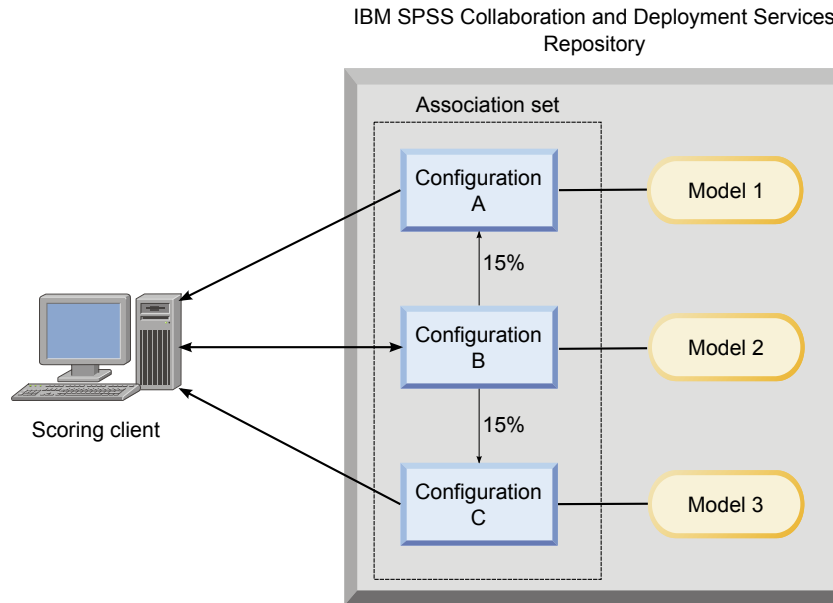 IBM SPSS Collaboration and Deployment Services
Repository
Association set
Configuration
A
Model 1
15%
Configuration
B
Model 2
Scoring client
15%
Configuration
C
Model 3